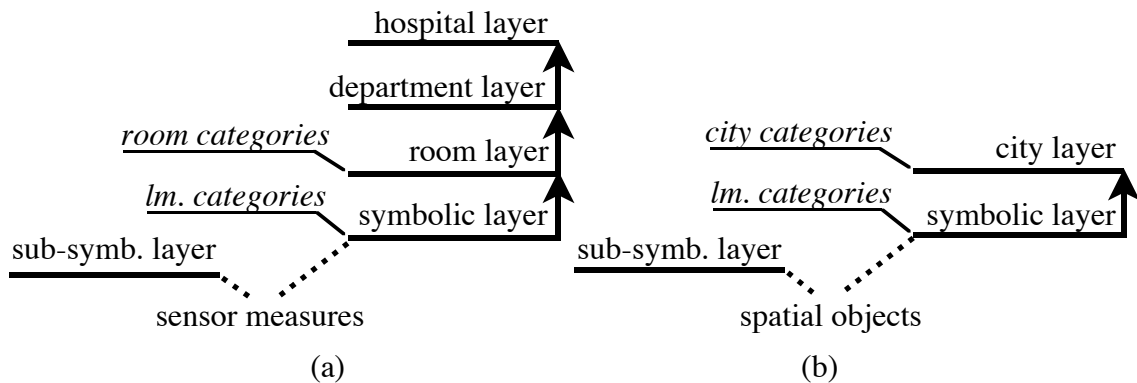 hospital layer
department layer
room categories
room layer
lm. categories
symbolic layer
sub-symb. layer
sensor measures
(a)
city categories
city layer
lm. categories
symbolic layer
sub-symb. layer
spatial objects
(b)